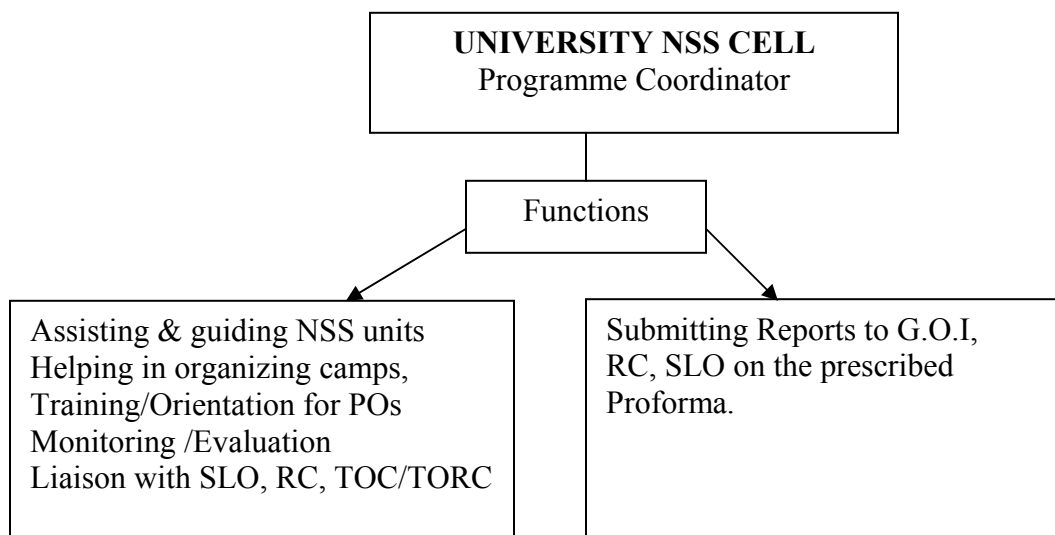 UNIVERSITY NSS CELL
Programme Coordinator
Functions
Assisting & guiding NSS units
Helping in organizing camps,
Training/Orientation for POs
Monitoring /Evaluation
Liaison with SLO, RC, TOC/TORC
Submitting Reports to G.O.I,
RC, SLO on the prescribed
Proforma.